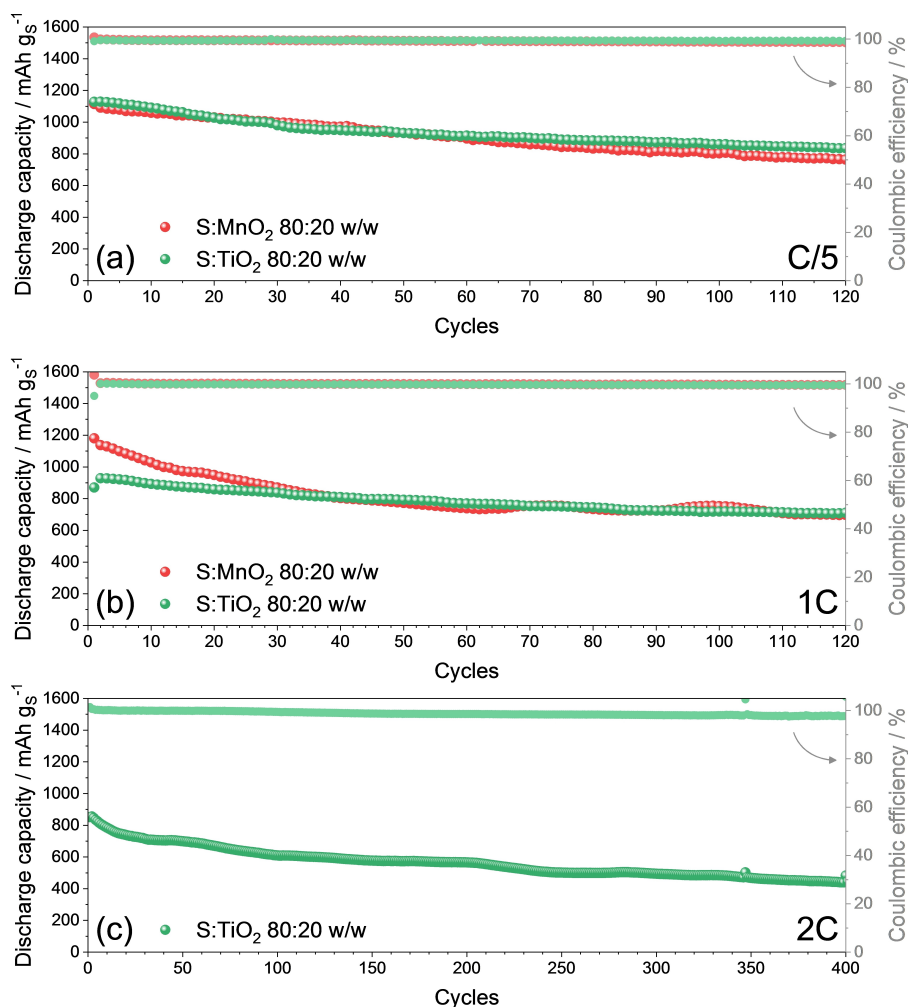 1600
1400
1200
1000
800
600
400
200
0
Discharge capacity / mAh gₛ⁻¹
100
80
60
40
20
0
Coulombic efficiency / %
S:MnO₂ 80:20 w/w
S:TiO₂ 80:20 w/w
(a)
C/5
0 10 20 30 40 50 60 70 80 90 100 110 120
Cycles
1600
1400
1200
1000
800
600
400
200
0
Discharge capacity / mAh gₛ⁻¹
100
80
60
40
20
0
Coulombic efficiency / %
S:MnO₂ 80:20 w/w
S:TiO₂ 80:20 w/w
(b)
1C
0 10 20 30 40 50 60 70 80 90 100 110 120
Cycles
1600
1400
1200
1000
800
600
400
200
0
Discharge capacity / mAh gₛ⁻¹
100
80
60
40
20
0
Coulombic efficiency / %
(c)
S:TiO₂ 80:20 w/w
2C
0 50 100 150 200 250 300 350 400
Cycles